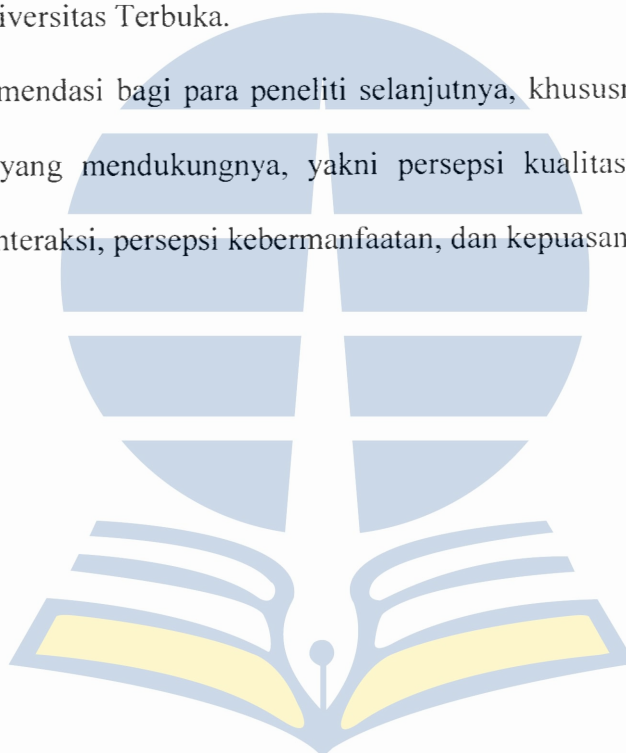 iversitas Terbuka.
mendasi bagi para peneliti selanjutnya, khususn
yang mendukungnya, yakni persepsi kualitas
nteraksi, persepsi kebermanfaatan, dan kepuasan